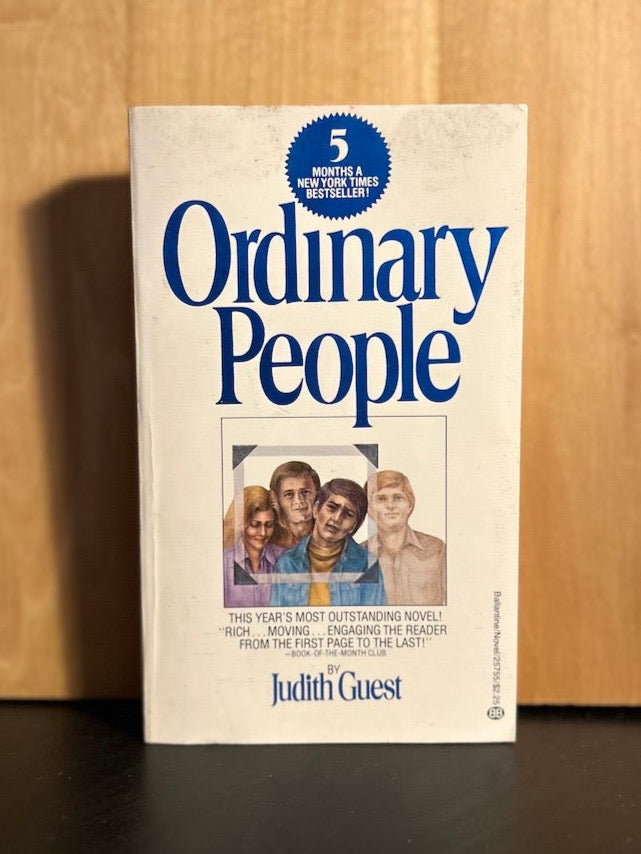 5
MONTHS A
NEW YORK TIMES
BESTSELLER!
Ordinary
People
THIS YEAR'S MOST OUTSTANDING NOVEL!
"RICH...MOVING...ENGAGING THE READER
FROM THE FIRST PAGE TO THE LAST!"
—BOOK-OF-THE-MONTH CLUB
BY
Judith Guest
Ballantine/Novel/25755/$2.25
BB